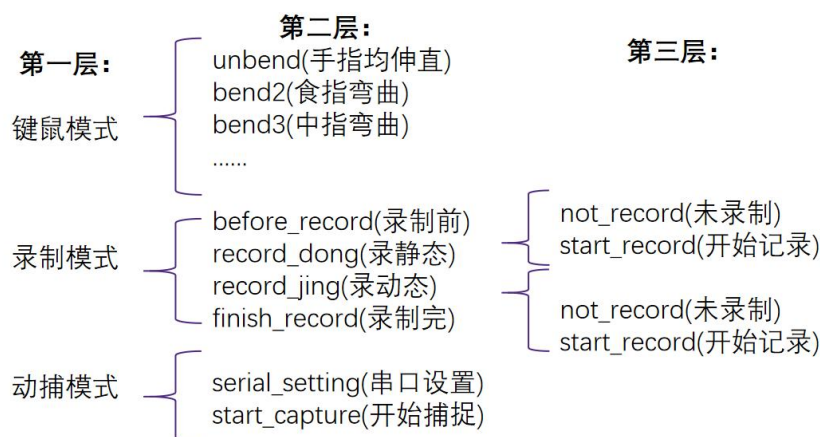 第一层：
键鼠模式
录制模式
动捕模式
第二层：
unbend(手指均伸直)
bend2(食指弯曲)
bend3(中指弯曲)
......
before_record(录制前)
record_dong(录静态)
record_jing(录动态)
finish_record(录制完)
serial_setting(串口设置)
start_capture(开始捕捉)
第三层：
not_record(未录制)
start_record(开始记录)
not_record(未录制)
start_record(开始记录)